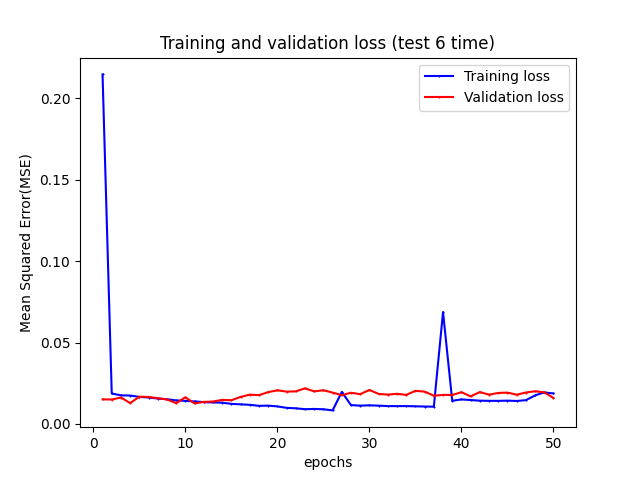 Training and validation loss (test 6 time)
Training loss
Validation loss
Mean Squared Error(MSE)
0.20
0.15
0.10
0.05
0.00
0 10 20 30 40 50
epochs